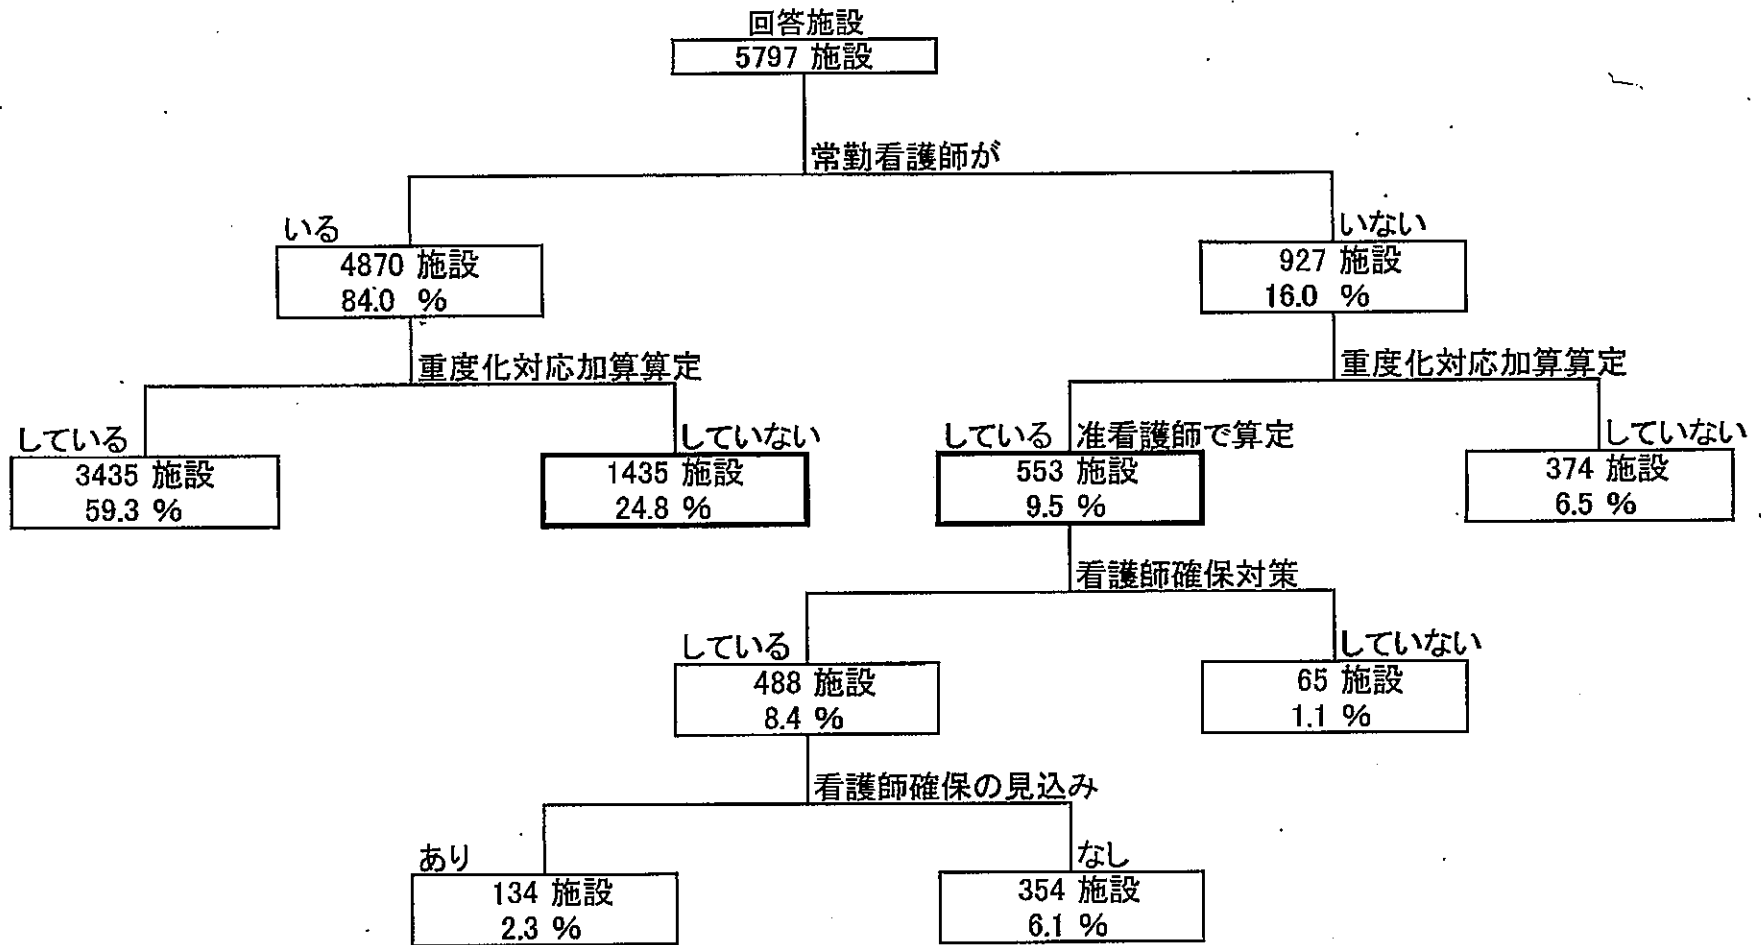 回答施設
5797 施設
常勤看護師が
いる
4870 施設
84.0 %
いない
927 施設
16.0 %
重度化対応加算算定
重度化対応加算算定
している
3435 施設
59.3 %
していない
1435 施設
24.8 %
している 准看護師で算定
553 施設
9.5 %
していない
374 施設
6.5 %
看護師確保対策
している
488 施設
8.4 %
していない
65 施設
1.1 %
看護師確保の見込み
あり
134 施設
2.3 %
なし
354 施設
6.1 %